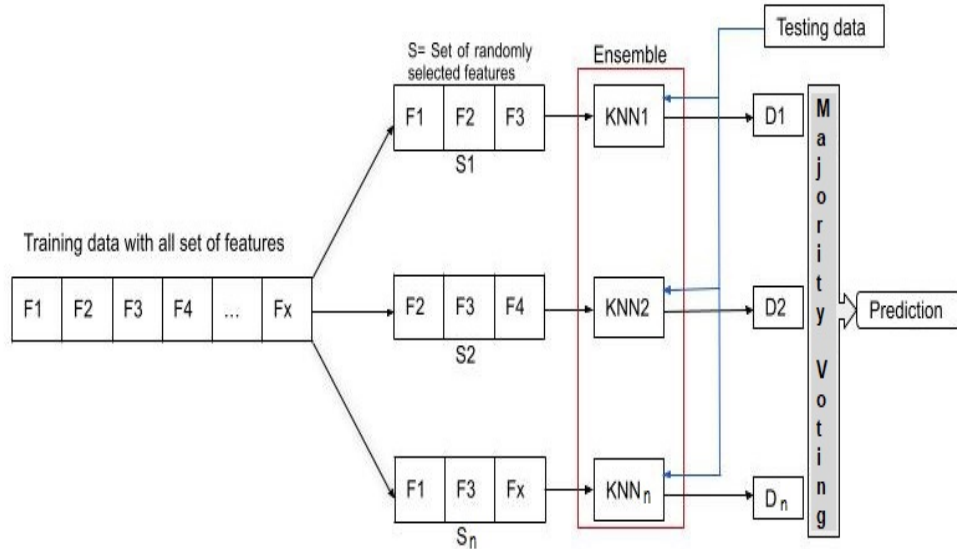 Testing data
S= Set of randomly
selected features
Ensemble
F1 F2 F3
S1
KNN1
D1
Training data with all set of features
F1 F2 F3 F4 ... Fx
F2 F3 F4
S2
KNN2
D2
F1 F3 Fx
Sn
KNNn
Dn
Majority Voting
Prediction